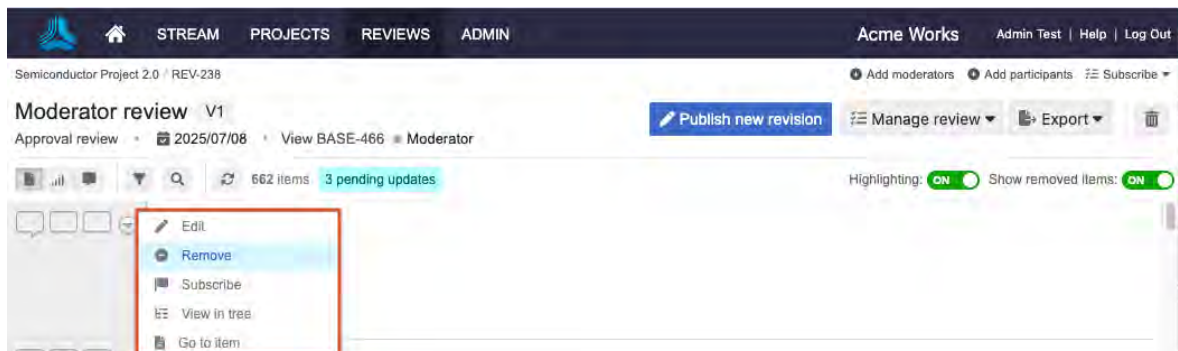 STREAM PROJECTS REVIEWS ADMIN Acme Works Admin Test | Help | Log Out
Semiconductor Project 2.0 / REV-238 Add moderators Add participants Subscribe
Moderator review V1 Publish new revision Manage review Export
Approval review • 2025/07/08 • View BASE-466 Moderator
662 items 3 pending updates Highlighting: ON Show removed items: ON
Edit
Remove
Subscribe
View in tree
Go to item